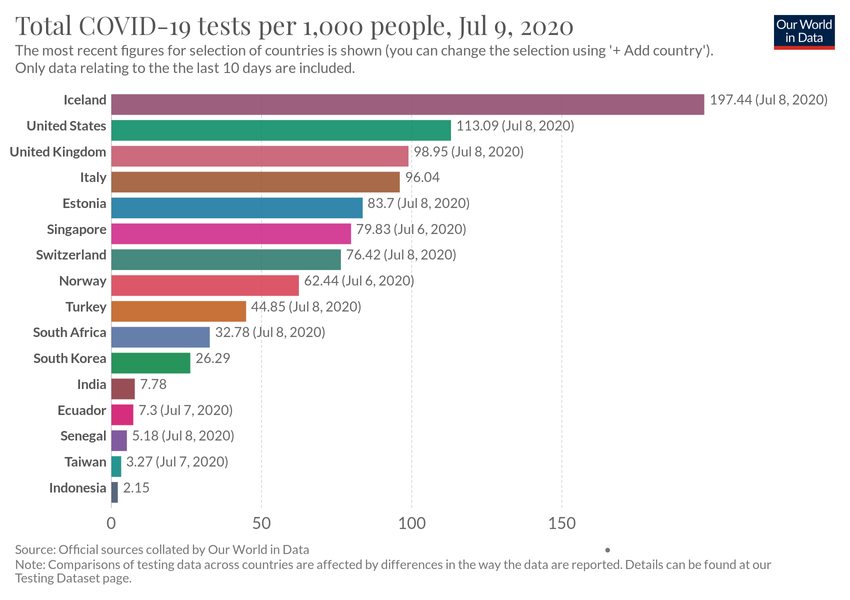 Total COVID-19 tests per 1,000 people, Jul 9, 2020
Our World
in Data
The most recent figures for selection of countries is shown (you can change the selection using '+ Add country').
Only data relating to the the last 10 days are included.
Iceland 197.44 (Jul 8, 2020)
United States 113.09 (Jul 8, 2020)
United Kingdom 98.95 (Jul 8, 2020)
Italy 96.04
Estonia 83.7 (Jul 8, 2020)
Singapore 79.83 (Jul 6, 2020)
Switzerland 76.42 (Jul 8, 2020)
Norway 62.44 (Jul 6, 2020)
Turkey 44.85 (Jul 8, 2020)
South Africa 32.78 (Jul 8, 2020)
South Korea 26.29
India 7.78
Ecuador 7.3 (Jul 7, 2020)
Senegal 5.18 (Jul 8, 2020)
Taiwan 3.27 (Jul 7, 2020)
Indonesia 2.15
0 50 100 150
Source: Official sources collated by Our World in Data
Note: Comparisons of testing data across countries are affected by differences in the way the data are reported. Details can be found at our
Testing Dataset page.